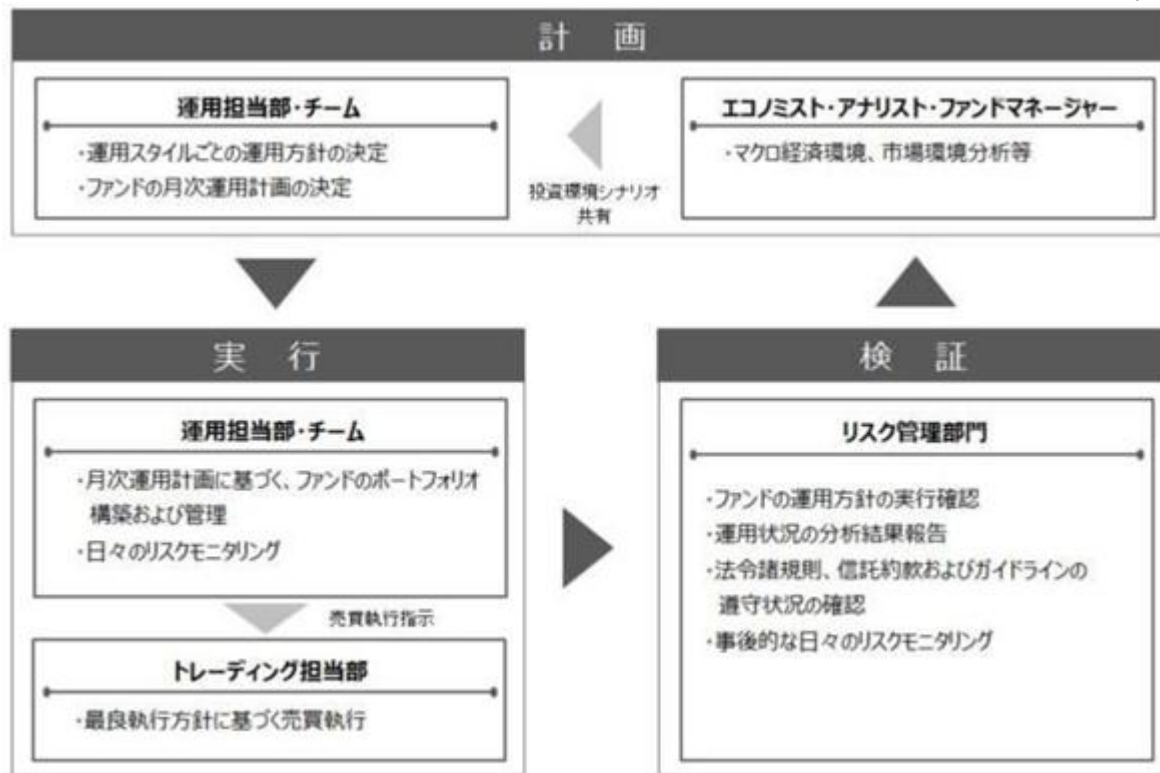 計 画
運用担当部・チーム
・運用スタイルごとの運用方針の決定
・ファンドの月次運用計画の決定
投資環境シナリオ
共有
エコノミスト・アナリスト・ファンドマネージャー
・マクロ経済環境、市場環境分析等
実 行
運用担当部・チーム
・月次運用計画に基づく、ファンドのポートフォリオ
構築および管理
・日々のリスクモニタリング
売買執行指示
トレーディング担当部
・最良執行方針に基づく売買執行
検 証
リスク管理部門
・ファンドの運用方針の実行確認
・運用状況の分析結果報告
・法令諸規則、信託約款およびガイドラインの
遵守状況の確認
・事後的な日々のリスクモニタリング